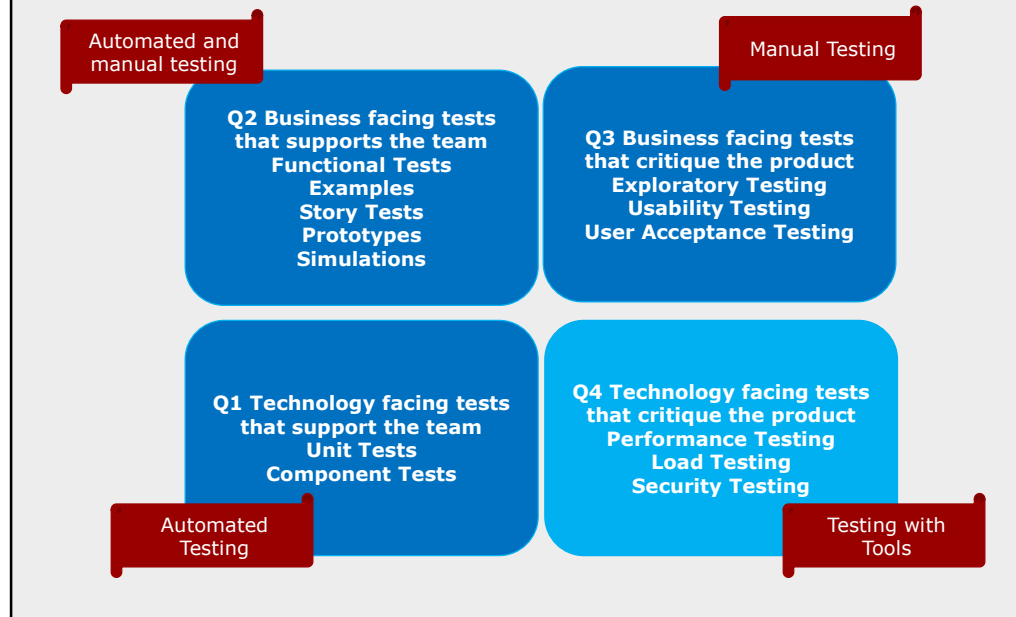 Automated and
manual testing
Manual Testing
Q2 Business facing tests
that supports the team
Functional Tests
Examples
Story Tests
Prototypes
Simulations
Q3 Business facing tests
that critique the product
Exploratory Testing
Usability Testing
User Acceptance Testing
Q1 Technology facing tests
that support the team
Unit Tests
Component Tests
Q4 Technology facing tests
that critique the product
Performance Testing
Load Testing
Security Testing
Automated
Testing
Testing with
Tools